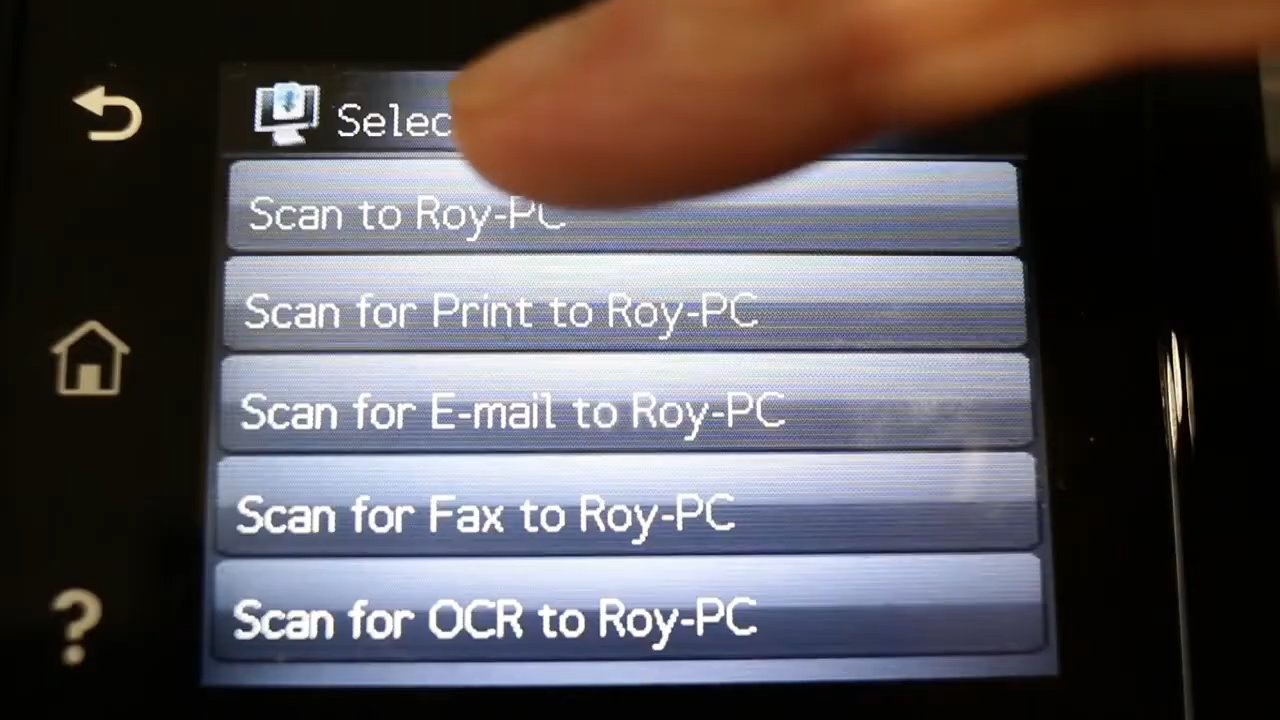 Scan to Roy-PC
Scan for Print to Roy-PC
Scan for E-mail to Roy-PC
Scan for Fax to Roy-PC
Scan for OCR to Roy-PC
?